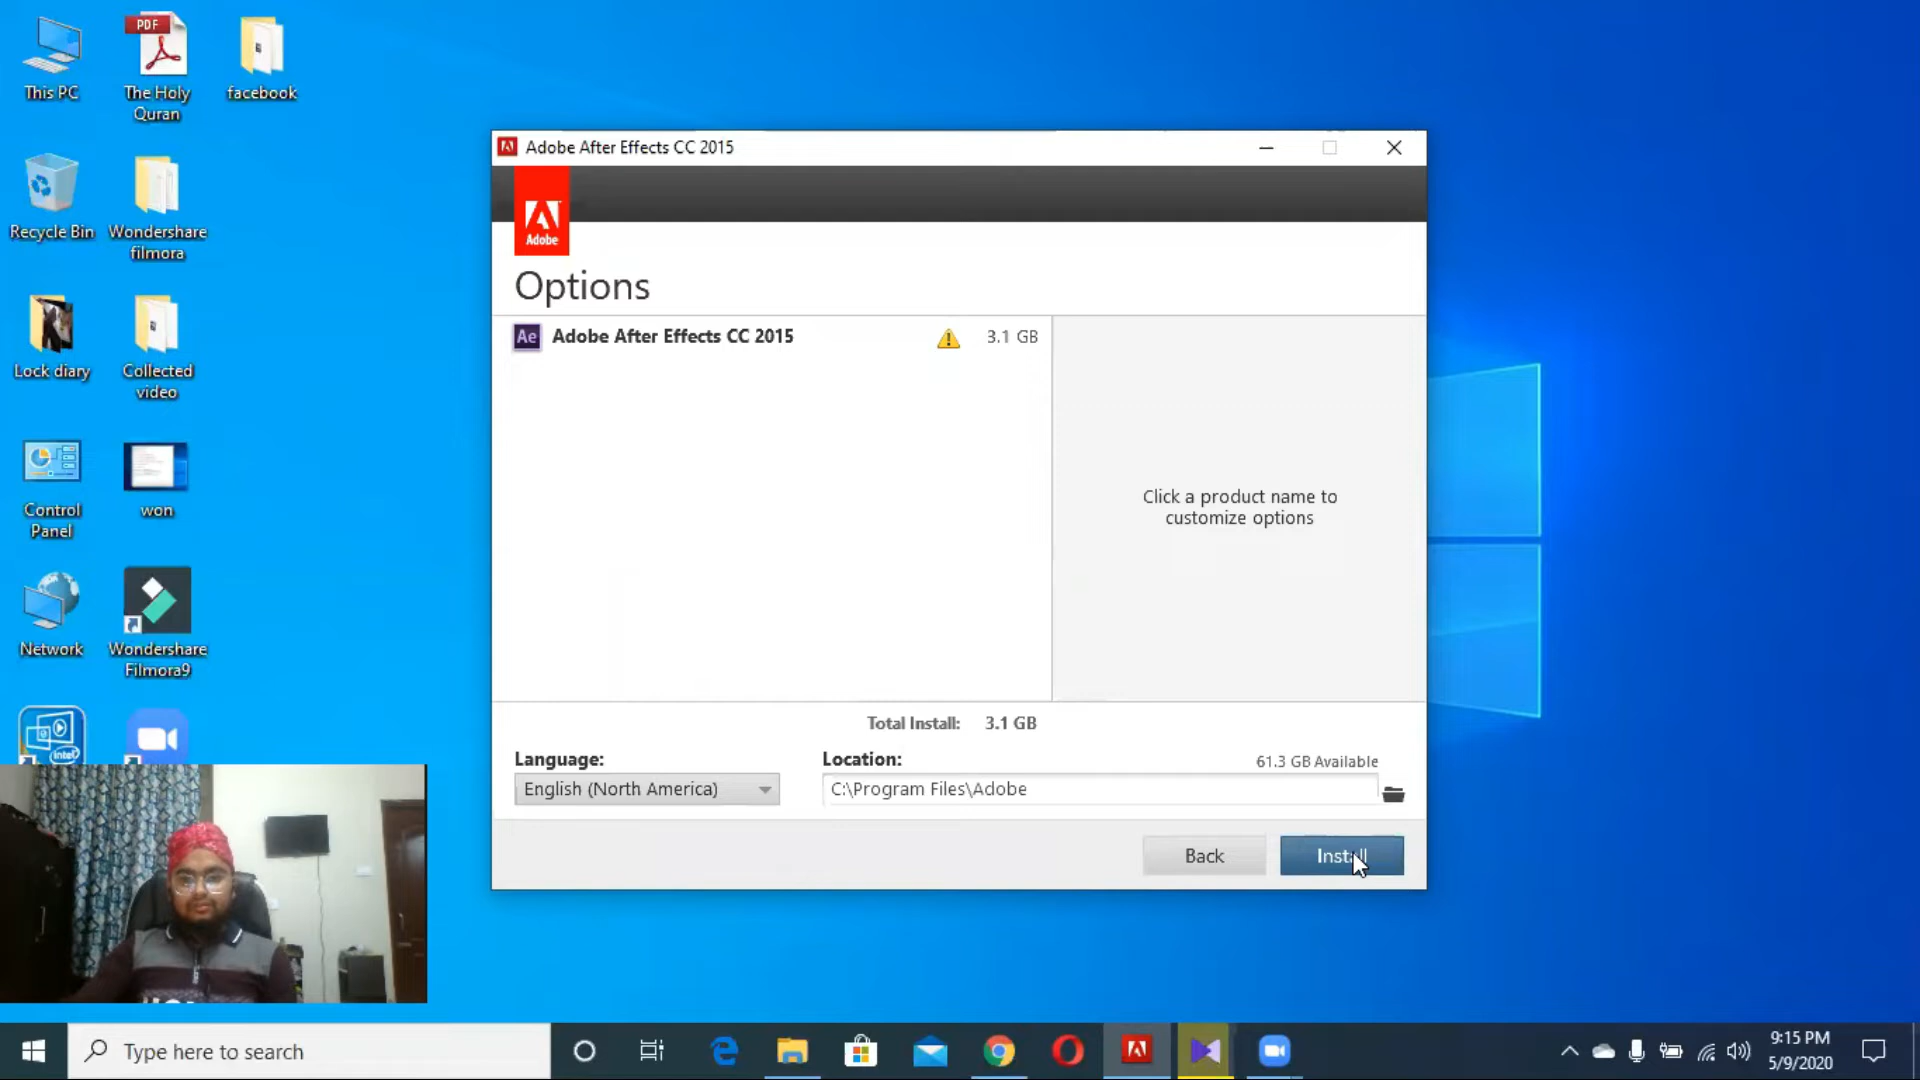 This PC
PDF
The Holy
Quran
facebook
Recycle Bin
Wondershare
filmora
Lock diary
Collected
video
Control
Panel
won
Network
Wondershare
Filmora9
intel
Adobe After Effects CC 2015
Adobe
Options
Ae Adobe After Effects CC 2015 3.1 GB
Click a product name to
customize options
Total Install: 3.1 GB
Language:
English (North America)
Location:
61.3 GB Available
C:\Program Files\Adobe
Back
Install
Type here to search
9:15 PM
5/9/2020